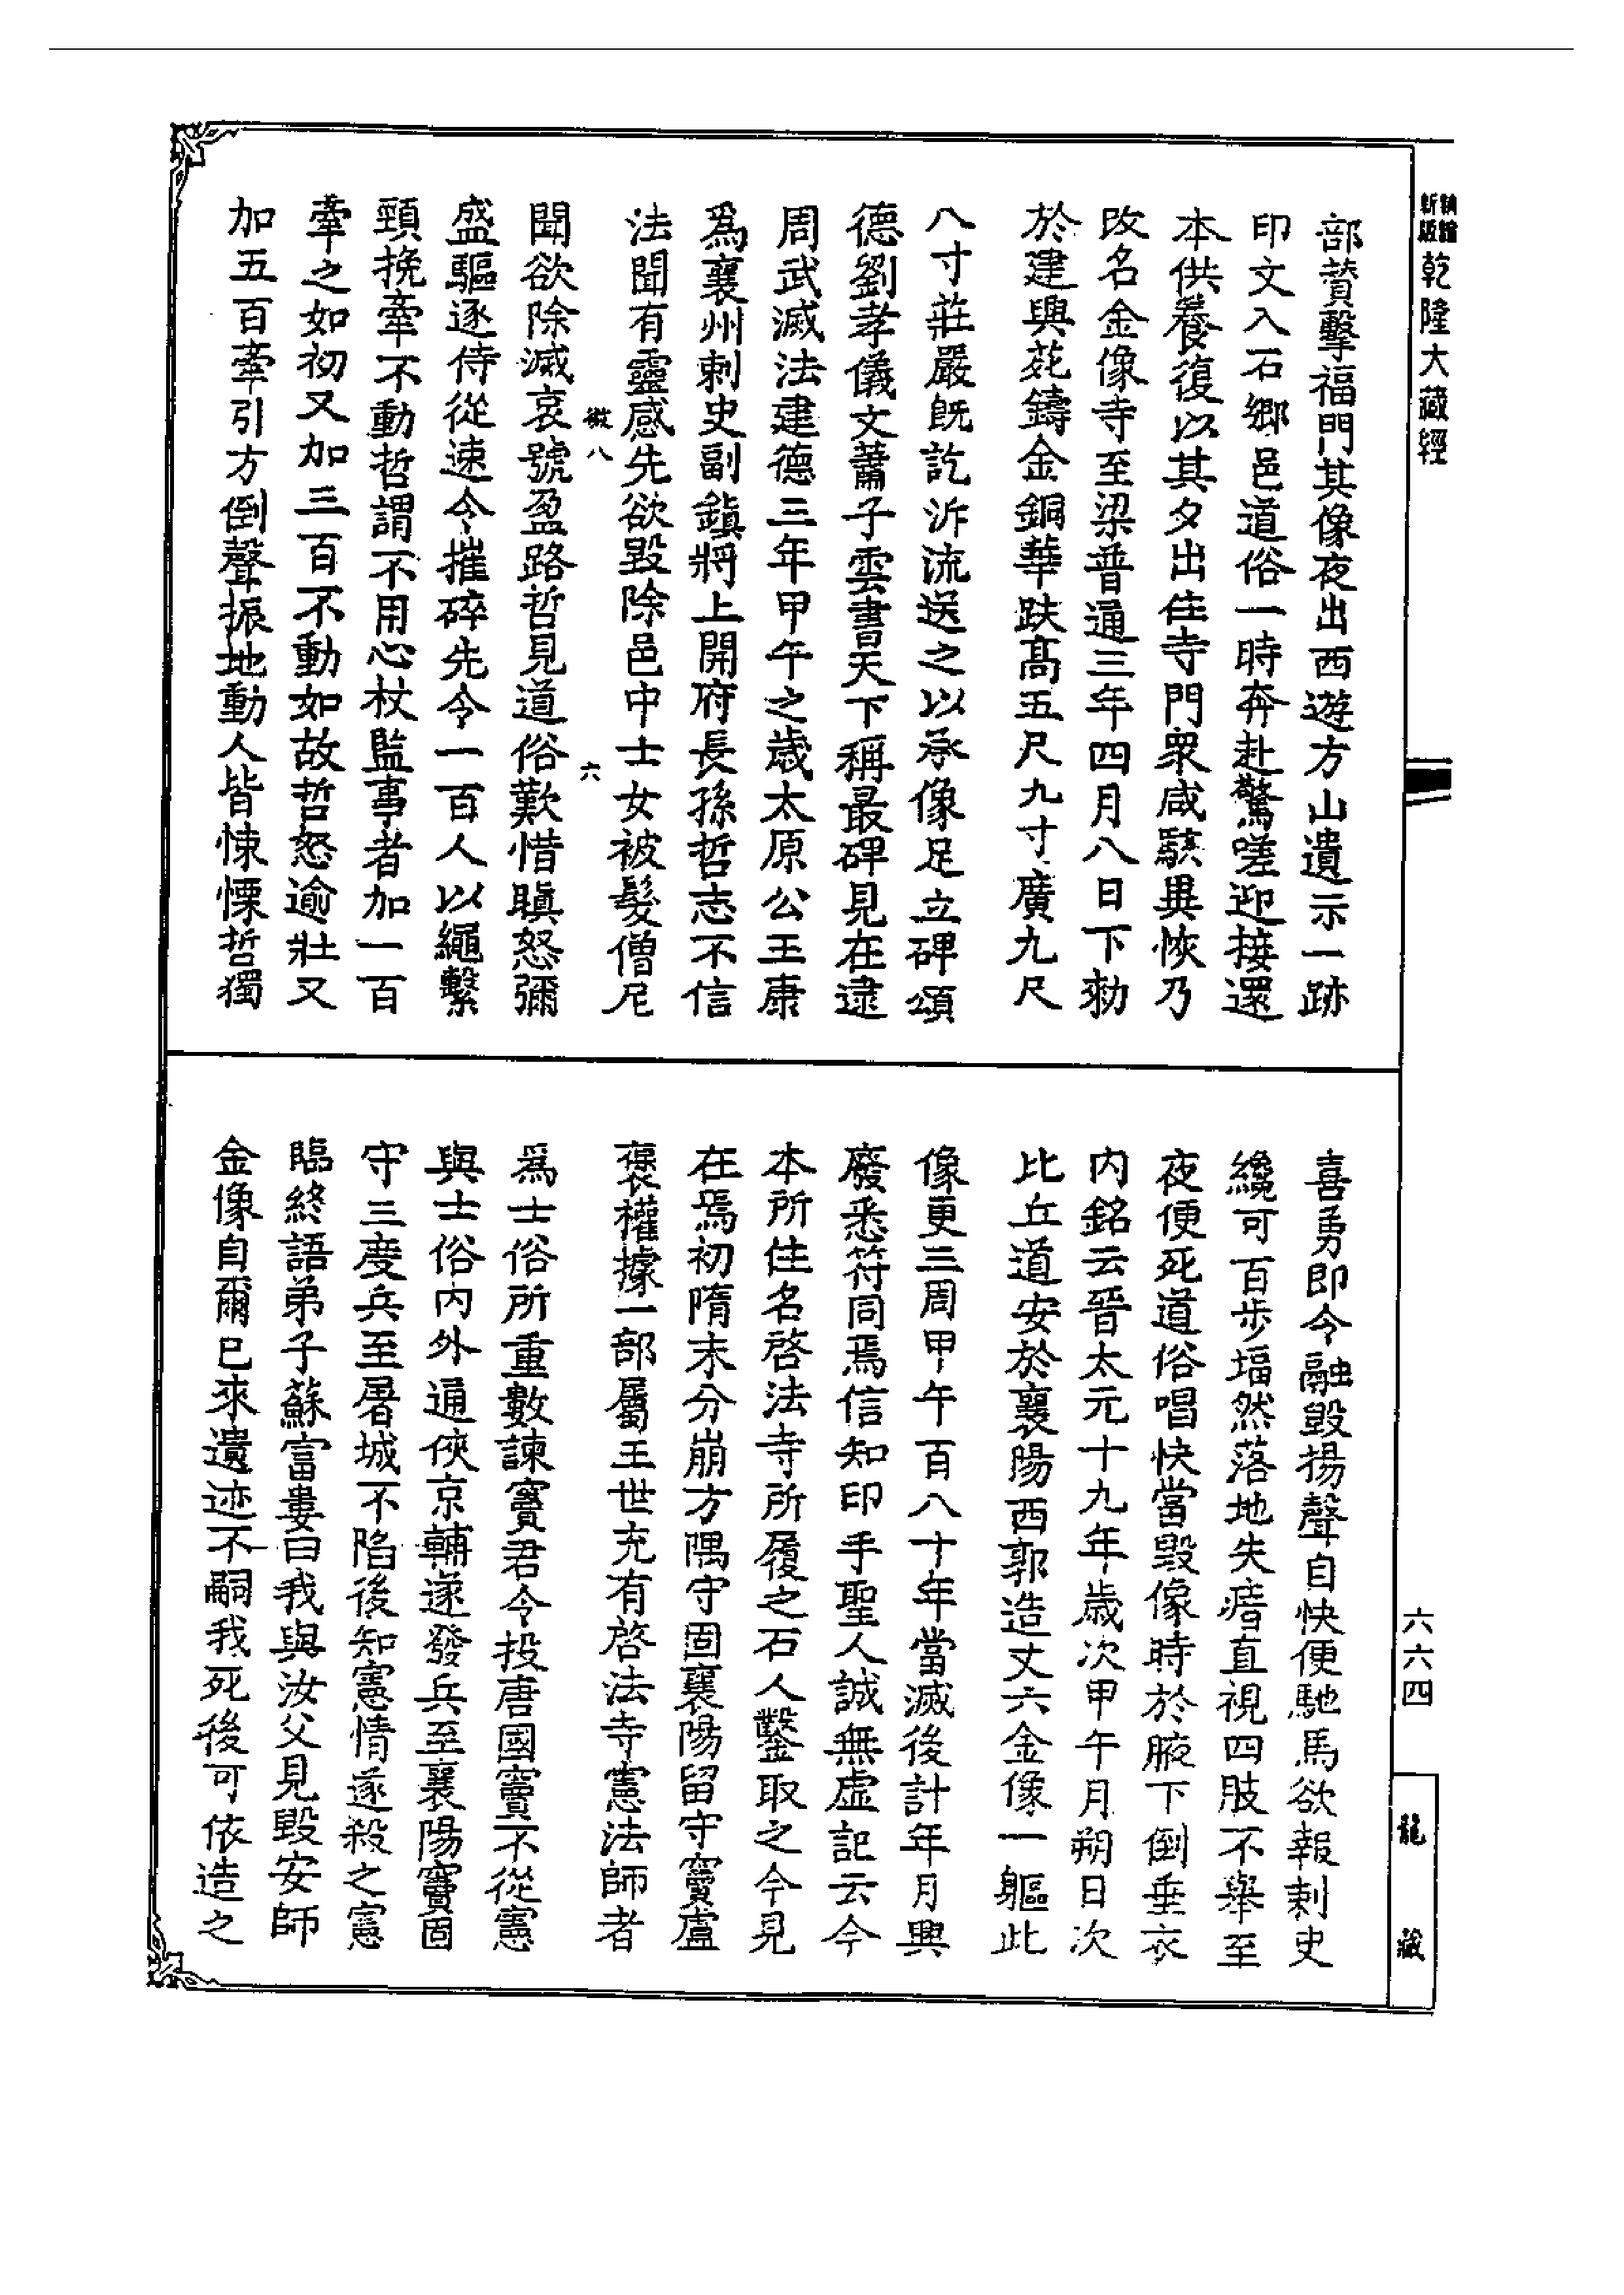 新版
乾隆大藏經
部贊擊福門其像夜出西遊方山遺示一跡
印文入石鄉邑道俗一時奔赴驚嗟迎接還
本供養復以其夕出住寺門衆咸駭異恢乃
改名金像寺至梁普通三年四月八日下勑
於建興苑鑄金銅華趺高五尺九寸廣九尺
八寸莊嚴旣訖泝流送之以承像足立碑頌
德劉孝儀文蕭子雲書天下稱最碑見在逮
周武滅法建德三年甲午之歲太原公王康
爲襄州刺史副鎮將上開府長孫哲志不信
法聞有靈感先欲毀除邑中士女被髮僧尼
微八
六
聞欲除滅哀號盈路哲見道俗歎惜瞋怒彌
盛驅逐侍從速令摧碎先令一百人以繩繫
頸挽牽不動哲謂不用心杖監事者加一百
牽之如初又加三百不動如故哲怒逾壯又
加五百牽引方倒聲振地動人皆悚慄哲獨
喜勇即令融毀揚聲自快便馳馬欲報刺史
纔可百步塸然落地失瘖直視四肢不舉至
夜便死道俗唱快當毀像時於腋下倒垂衣
內銘云晉太元十九年歲次甲午月朔日次
比丘道安於襄陽西郭造丈六金像一軀此
像更三周甲午百八十年當滅後計年月興
廢悉符同焉信知印手聖人誠無虛記云今
本所住名啓法寺所履之石人鑿取之今見
在焉初隋末分崩方隅守固襄陽留守竇盧
褒權據一部屬王世充有啓法寺憲法師者
爲士俗所重數諫竇君令投唐國竇不從憲
與士俗內外通俠京輔遂發兵至襄陽竇固
守三度兵至屠城不陷後知憲情遂殺之憲
臨終語弟子蘇富婁曰我與汝父見毀安師
金像自爾已來遺迹不嗣我死後可依造之
六六四
龍藏